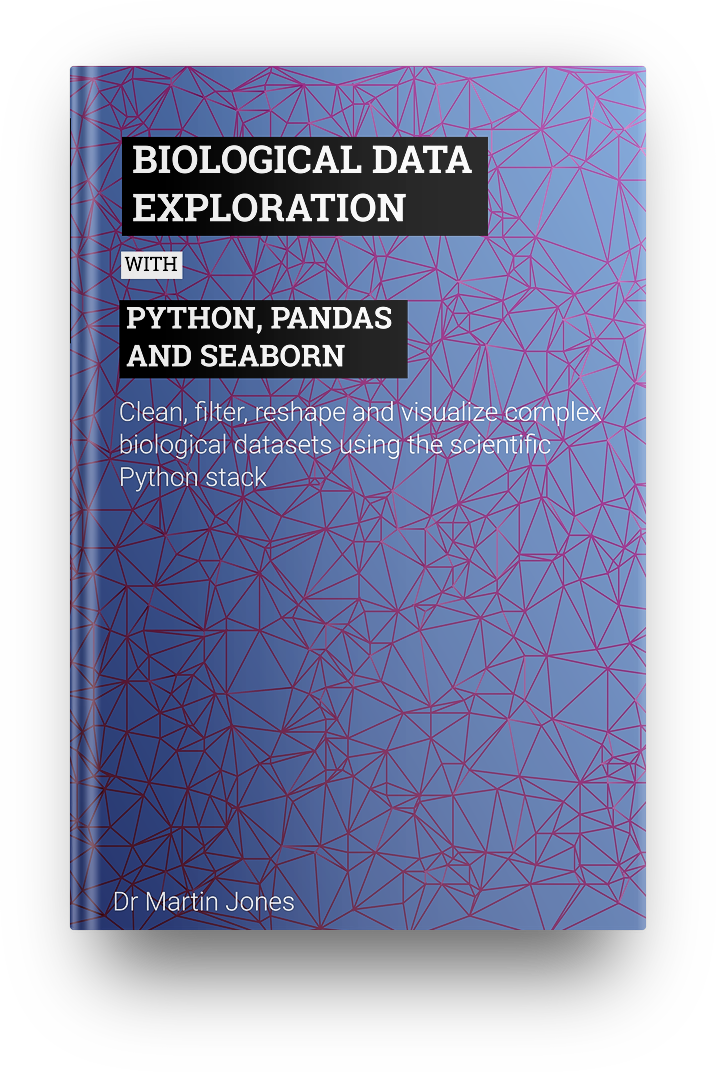 BIOLOGICAL DATA
EXPLORATION
WITH
PYTHON, PANDAS
AND SEABORN
Clean, filter, reshape and visualize complex
biological datasets using the scientific
Python stack
Dr Martin Jones